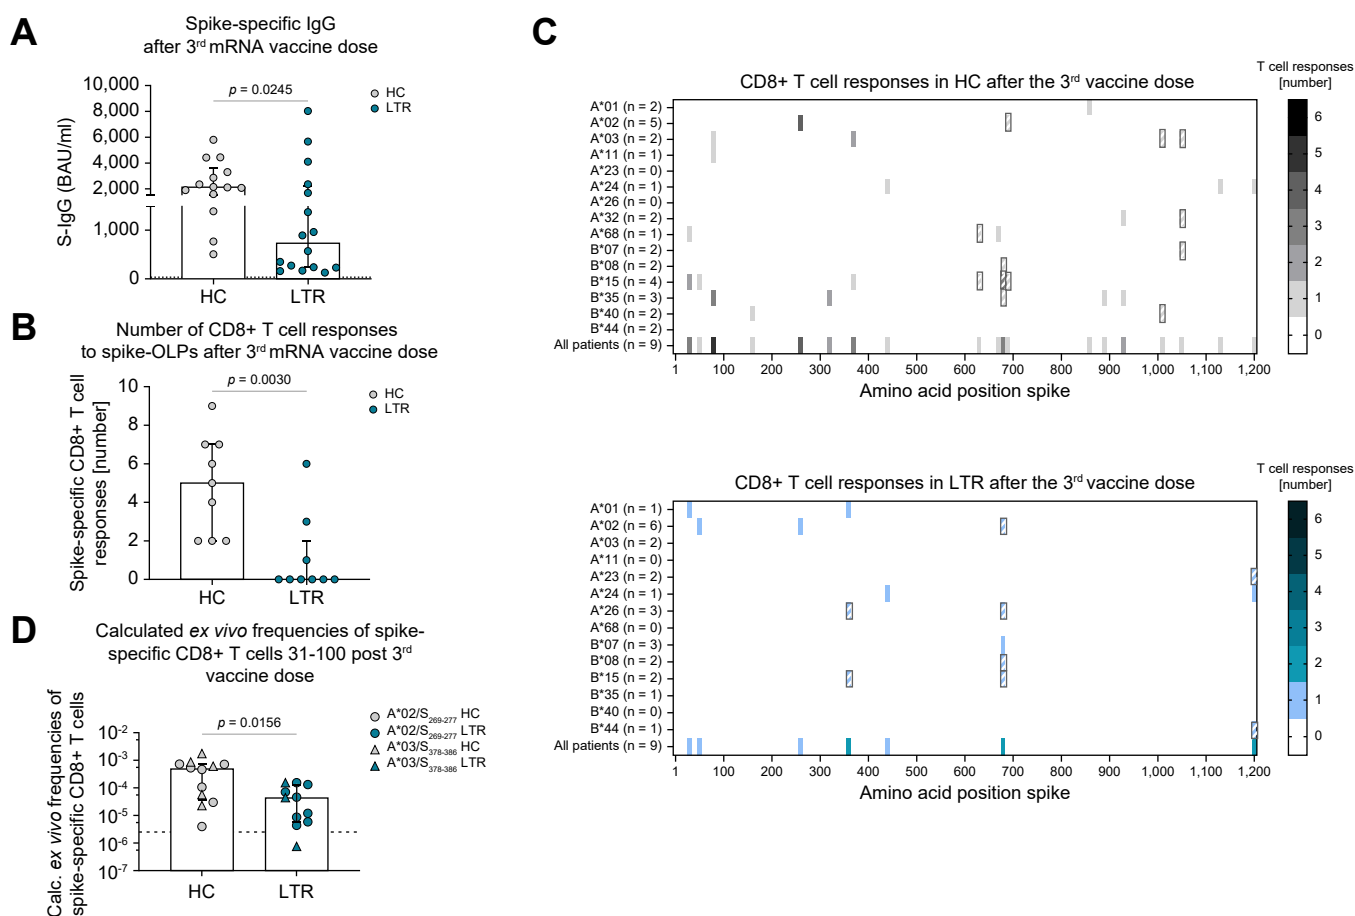 A
Spike-specific IgG
after 3rd mRNA vaccine dose
p = 0.0245
HC
LTR
S-IgG (BAU/ml)
10,000
8,000
6,000
4,000
2,000
1,000
0
HC
LTR
B
Number of CD8+ T cell responses
to spike-OLPs after 3rd mRNA vaccine dose
p = 0.0030
HC
LTR
Spike-specific CD8+ T cell
responses [number]
10
8
6
4
2
0
HC
LTR
D
Calculated ex vivo frequencies of spike-
specific CD8+ T cells 31-100 post 3rd
vaccine dose
p = 0.0156
A*02/S269-277 HC
A*02/S269-277 LTR
A*03/S378-386 HC
A*03/S378-386 LTR
Calc. ex vivo frequencies of
spike-specific CD8+ T cells
10-2
10-3
10-4
10-5
10-6
10-7
HC
LTR
C
CD8+ T cell responses in HC after the 3rd vaccine dose
T cell responses
[number]
A*01 (n = 2)
A*02 (n = 5)
A*03 (n = 2)
A*11 (n = 1)
A*23 (n = 0)
A*24 (n = 1)
A*26 (n = 0)
A*32 (n = 2)
A*68 (n = 1)
B*07 (n = 2)
B*08 (n = 2)
B*15 (n = 4)
B*35 (n = 3)
B*40 (n = 2)
B*44 (n = 2)
All patients (n = 9)
1 100 200 300 400 500 600 700 800 900 1,000 1,100 1,200
Amino acid position spike
6
5
4
3
2
1
0
CD8+ T cell responses in LTR after the 3rd vaccine dose
T cell responses
[number]
A*01 (n = 1)
A*02 (n = 6)
A*03 (n = 2)
A*11 (n = 0)
A*23 (n = 2)
A*24 (n = 1)
A*26 (n = 3)
A*68 (n = 0)
B*07 (n = 3)
B*08 (n = 2)
B*15 (n = 2)
B*35 (n = 1)
B*40 (n = 0)
B*44 (n = 1)
All patients (n = 9)
1 100 200 300 400 500 600 700 800 900 1,000 1,100 1,200
Amino acid position spike
6
5
4
3
2
1
0